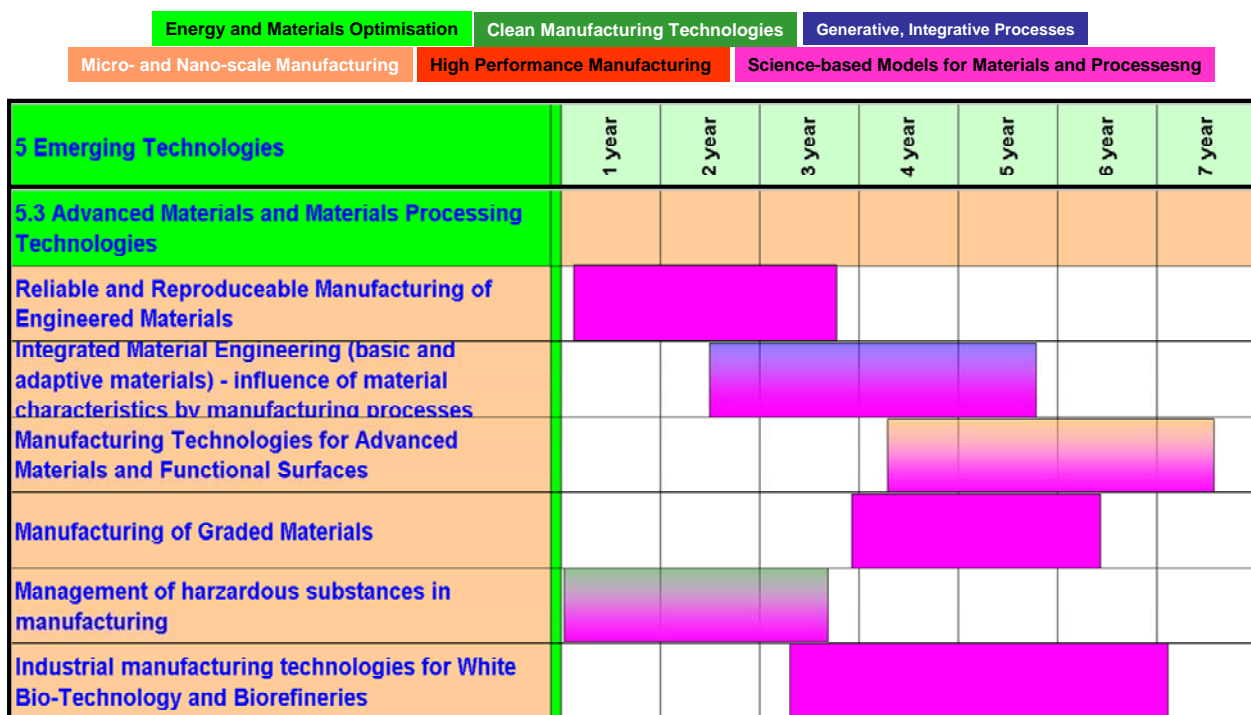 Energy and Materials Optimisation
Clean Manufacturing Technologies
Generative, Integrative Processes
Micro- and Nano-scale Manufacturing
High Performance Manufacturing
Science-based Models for Materials and Processesng
5 Emerging Technologies
1 year
2 year
3 year
4 year
5 year
6 year
7 year
5.3 Advanced Materials and Materials Processing
Technologies
Reliable and Reproduceable Manufacturing of
Engineered Materials
Integrated Material Engineering (basic and
adaptive materials) - influence of material
characteristics by manufacturing processes
Manufacturing Technologies for Advanced
Materials and Functional Surfaces
Manufacturing of Graded Materials
Management of harzardous substances in
manufacturing
Industrial manufacturing technologies for White
Bio-Technology and Biorefineries